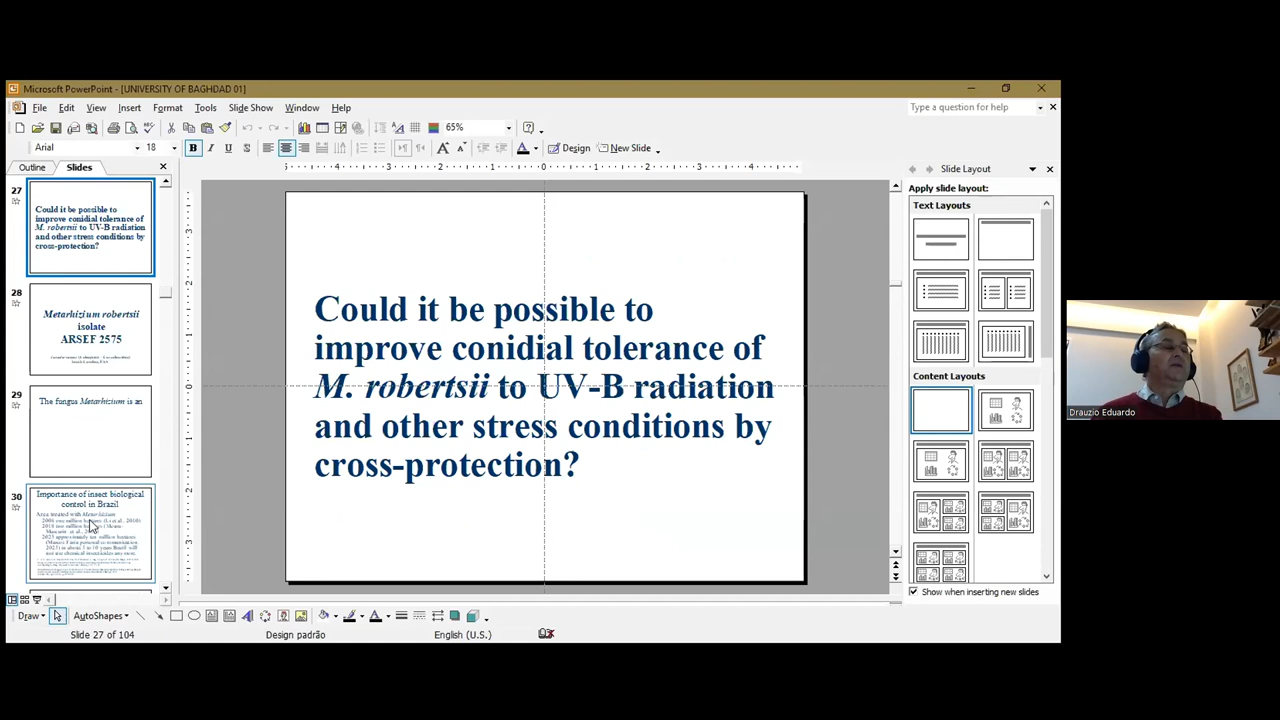 Microsoft PowerPoint - [UNIVERSITY OF BAGHDAD 01]
File Edit View Insert Format Tools Slide Show Window Help
Type a question for help
65%
Arial 18
Design New Slide
Outline Slides
Slide Layout
Apply slide layout:
Text Layouts
Content Layouts
Show when inserting new slides
27
Could it be possible to
improve conidial tolerance of
M. robertsii to UV-B radiation
and other stress conditions by
cross-protection?
28
Metarhizium robertsii
isolate
ARSEF 2575
29
The fungus Metarhizium is an
30
Importance of insect biological
control in Brazil
Area treated with Metarhizium
Could it be possible to
improve conidial tolerance of
M. robertsii to UV-B radiation
and other stress conditions by
cross-protection?
Drauzio Eduardo
Draw AutoShapes
Slide 27 of 104 Design padrão English (U.S.)